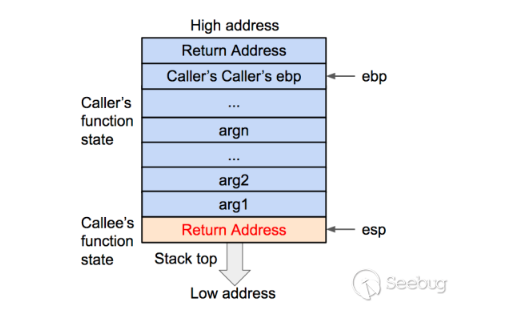 High address
Return Address
Caller's Caller's ebp
ebp
...
Caller's
function
state
argn
...
arg2
arg1
Callee's
function
state
Return Address
esp
Stack top
Low address
Seebug